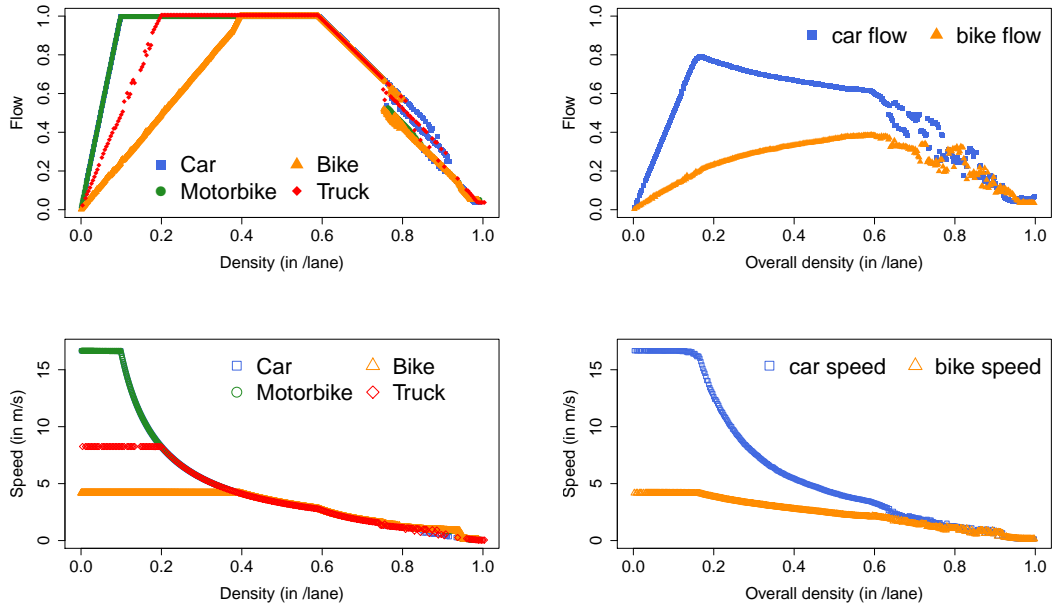 Flow
0.0 0.2 0.4 0.6 0.8 1.0
Car
Bike
Motorbike
Truck
0.0 0.2 0.4 0.6 0.8 1.0
Density (in /lane)
Flow
0.0 0.2 0.4 0.6 0.8 1.0
car flow
bike flow
0.0 0.2 0.4 0.6 0.8 1.0
Overall density (in /lane)
Speed (in m/s)
0 5 10 15
Car
Bike
Motorbike
Truck
0.0 0.2 0.4 0.6 0.8 1.0
Density (in /lane)
Speed (in m/s)
0 5 10 15
car speed
bike speed
0.0 0.2 0.4 0.6 0.8 1.0
Overall density (in /lane)